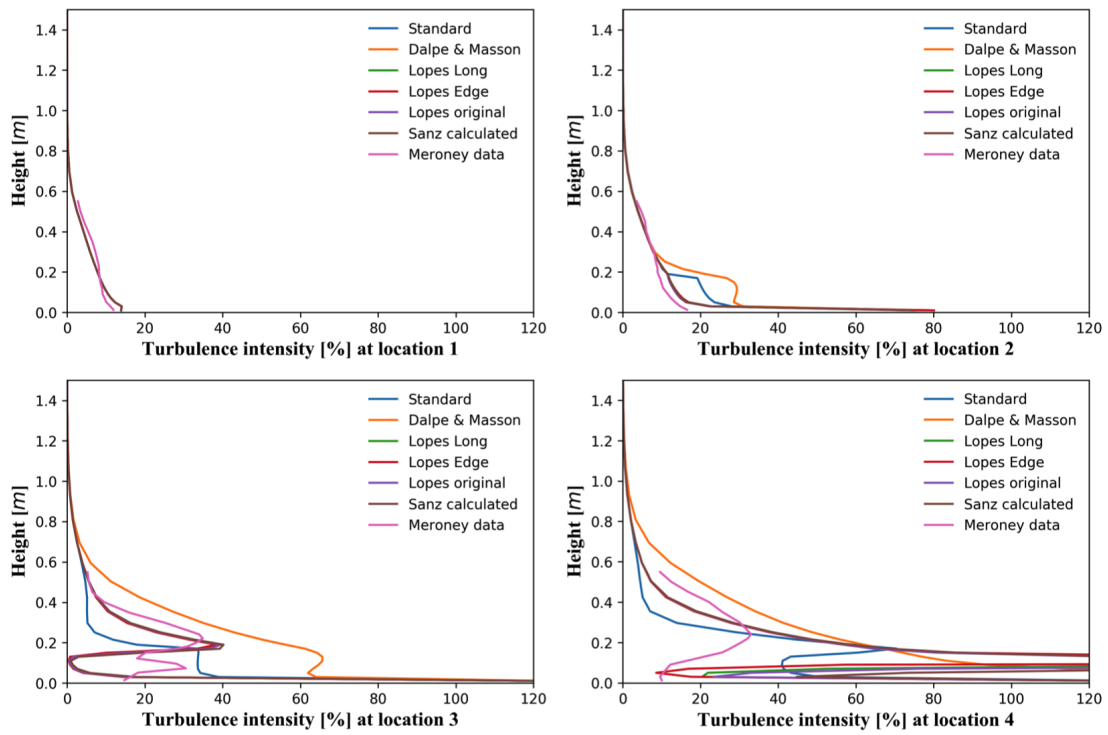 1.4
1.2
1.0
0.8
0.6
0.4
0.2
0.0
Height [m]
Standard
Dalpe & Masson
Lopes Long
Lopes Edge
Lopes original
Sanz calculated
Meroney data
0 20 40 60 80 100 120
Turbulence intensity [%] at location 1
1.4
1.2
1.0
0.8
0.6
0.4
0.2
0.0
Height [m]
Standard
Dalpe & Masson
Lopes Long
Lopes Edge
Lopes original
Sanz calculated
Meroney data
0 20 40 60 80 100 120
Turbulence intensity [%] at location 2
1.4
1.2
1.0
0.8
0.6
0.4
0.2
0.0
Height [m]
Standard
Dalpe & Masson
Lopes Long
Lopes Edge
Lopes original
Sanz calculated
Meroney data
0 20 40 60 80 100 120
Turbulence intensity [%] at location 3
1.4
1.2
1.0
0.8
0.6
0.4
0.2
0.0
Height [m]
Standard
Dalpe & Masson
Lopes Long
Lopes Edge
Lopes original
Sanz calculated
Meroney data
0 20 40 60 80 100 120
Turbulence intensity [%] at location 4